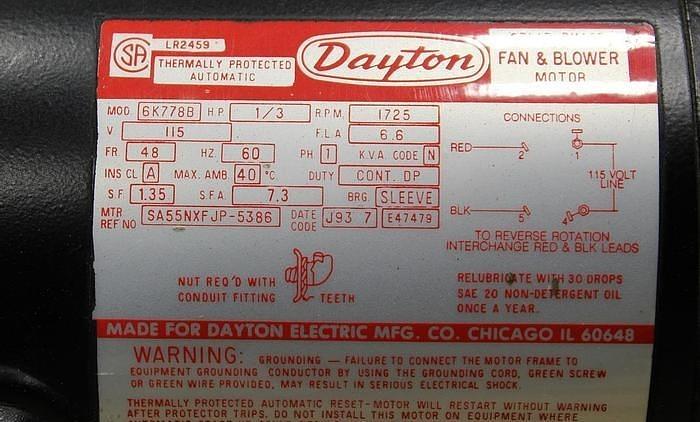 LR2459
SA
THERMALLY PROTECTED
AUTOMATIC
Dayton
FAN & BLOWER
MOTOR
MOD. 6K778B H.P. 1/3 R.P.M. 1725
V 115 F.L.A. 6.6
FR. 48 HZ. 60 PH 1 K.V.A. CODE N
INS CL A MAX. AMB. 40 °C DUTY CONT. DP
S.F. 1.35 S.F.A. 7.3 BRG. SLEEVE
MTR
REF NO SA55NXFJP-5386 DATE
CODE J93 7 E47479
CONNECTIONS
RED 2 1
115 VOLT
LINE
BLK 5
TO REVERSE ROTATION
INTERCHANGE RED & BLK LEADS
NUT REQ'D WITH
CONDUIT FITTING TEETH
RELUBRICATE WITH 30 DROPS
SAE 20 NON-DETERGENT OIL
ONCE A YEAR.
MADE FOR DAYTON ELECTRIC MFG. CO. CHICAGO IL 60648
WARNING: GROUNDING — FAILURE TO CONNECT THE MOTOR FRAME TO
EQUIPMENT GROUNDING CONDUCTOR BY USING THE GROUNDING CORD, GREEN SCREW
OR GREEN WIRE PROVIDED, MAY RESULT IN SERIOUS ELECTRICAL SHOCK.
THERMALLY PROTECTED AUTOMATIC RESET-MOTOR WILL RESTART WITHOUT WARNING
AFTER PROTECTOR TRIPS. DO NOT INSTALL THIS MOTOR ON EQUIPMENT WHERE